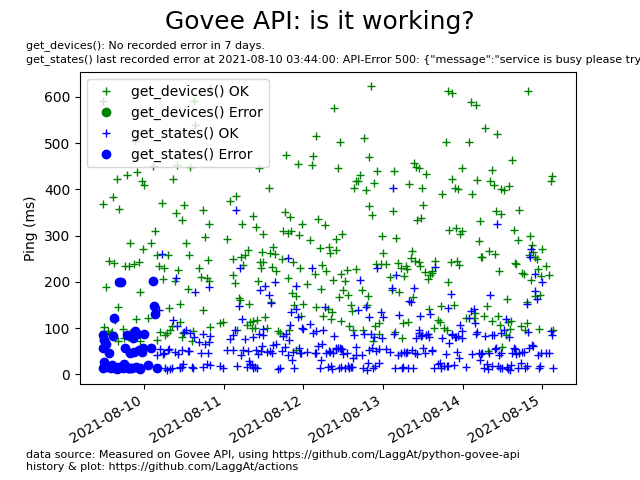 Govee API: is it working?
get_devices(): No recorded error in 7 days.
get_states() last recorded error at 2021-08-10 03:44:00: API-Error 500: {"message":"service is busy please try
get_devices() OK
get_devices() Error
get_states() OK
get_states() Error
Ping (ms)
600
500
400
300
200
100
0
2021-08-10
2021-08-11
2021-08-12
2021-08-13
2021-08-14
2021-08-15
data source: Measured on Govee API, using https://github.com/LaggAt/python-govee-api
history & plot: https://github.com/LaggAt/actions